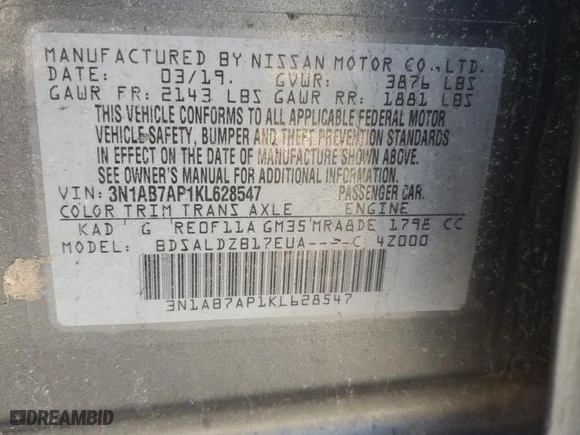 MANUFACTURED BY NISSAN MOTOR CO., LTD.
DATE: 03/19. GVWR: 3876 LBS
GAWR FR: 2143 LBS GAWR RR: 1881 LBS
THIS VEHICLE CONFORMS TO ALL APPLICABLE FEDERAL MOTOR
VEHICLE SAFETY, BUMPER AND THEFT PREVENTION STANDARDS
IN EFFECT ON THE DATE OF MANUFACTURE SHOWN ABOVE.
SEE OWNER'S MANUAL FOR ADDITIONAL INFORMATION.
VIN: 3N1AB7AP1KL628547 PASSENGER CAR.
COLOR TRIM TRANS AXLE ENGINE
KAD G RE0F11A GM35 MRA8DE 1798 CC
MODEL: BDSALDZB17EUA----C 4Z000
3N1AB7AP1KL628547
DREAMBID